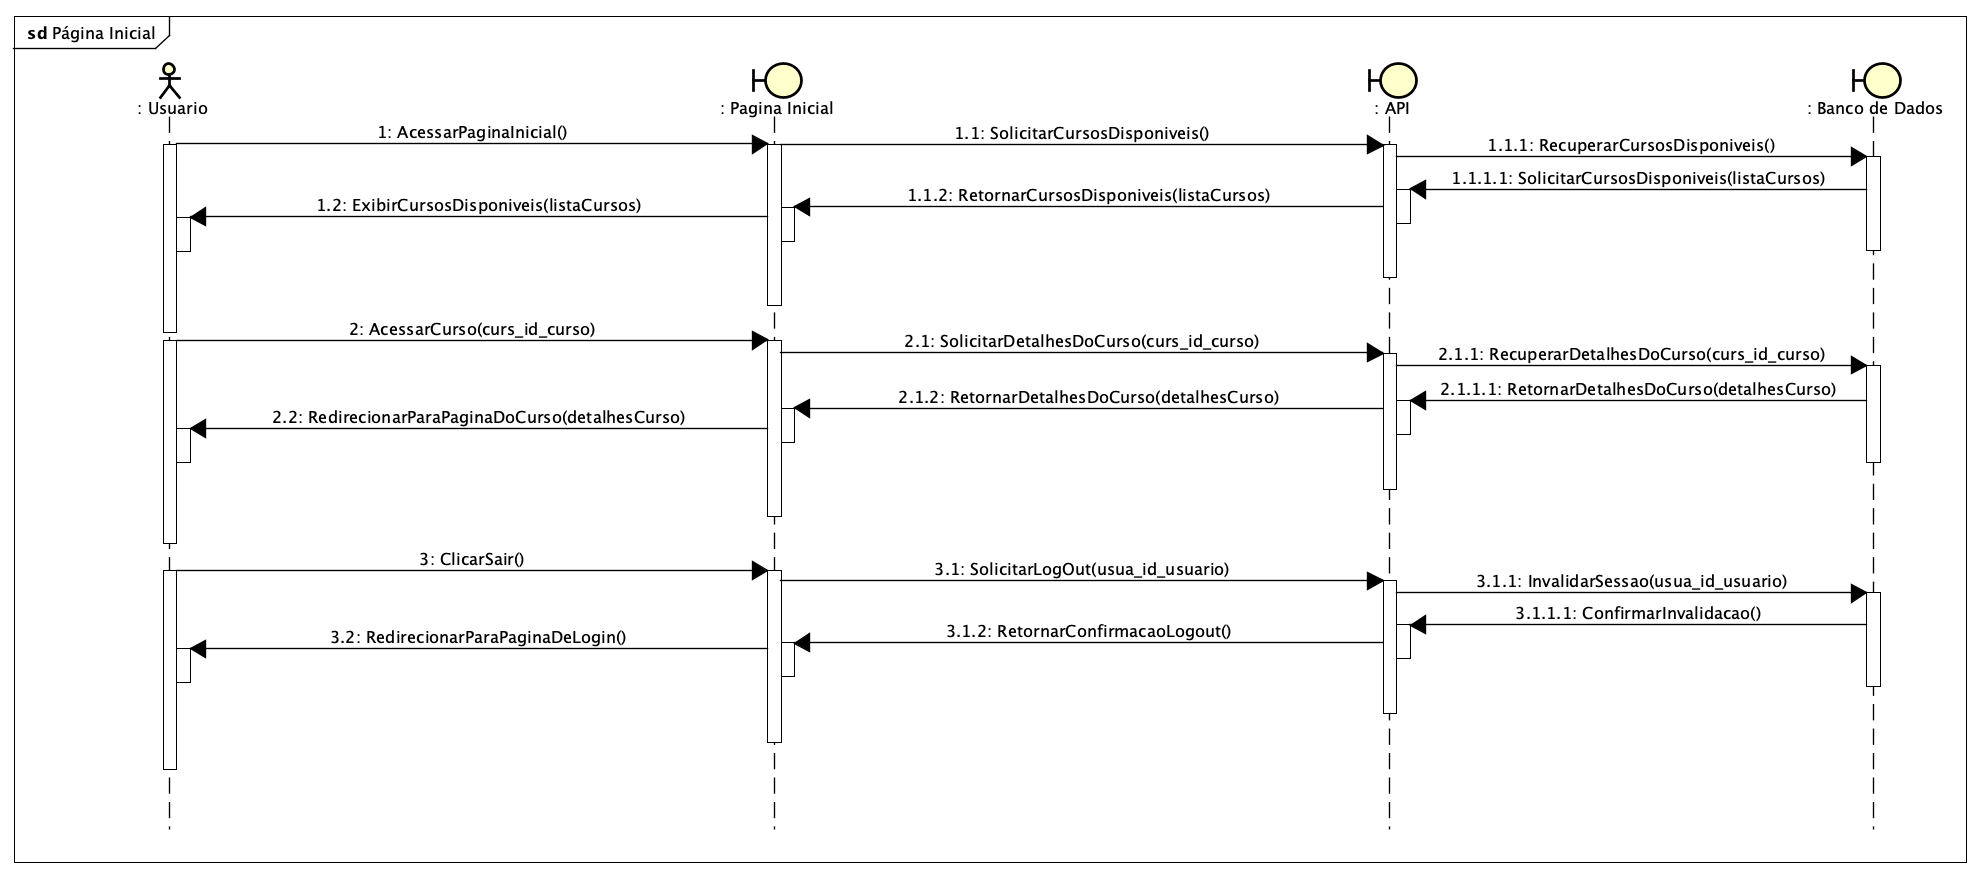 sd Página Inicial
: Usuario
: Pagina Inicial
: API
: Banco de Dados
1: AcessarPaginaInicial()
1.1: SolicitarCursosDisponiveis()
1.1.1: RecuperarCursosDisponiveis()
1.1.1.1: SolicitarCursosDisponiveis(listaCursos)
1.1.2: RetornarCursosDisponiveis(listaCursos)
1.2: ExibirCursosDisponiveis(listaCursos)
2: AcessarCurso(curs_id_curso)
2.1: SolicitarDetalhesDoCurso(curs_id_curso)
2.1.1: RecuperarDetalhesDoCurso(curs_id_curso)
2.1.1.1: RetornarDetalhesDoCurso(detalhesCurso)
2.1.2: RetornarDetalhesDoCurso(detalhesCurso)
2.2: RedirecionarParaPaginaDoCurso(detalhesCurso)
3: ClicarSair()
3.1: SolicitarLogOut(usua_id_usuario)
3.1.1: InvalidarSessao(usua_id_usuario)
3.1.1.1: ConfirmarInvalidacao()
3.1.2: RetornarConfirmacaoLogout()
3.2: RedirecionarParaPaginaDeLogin()